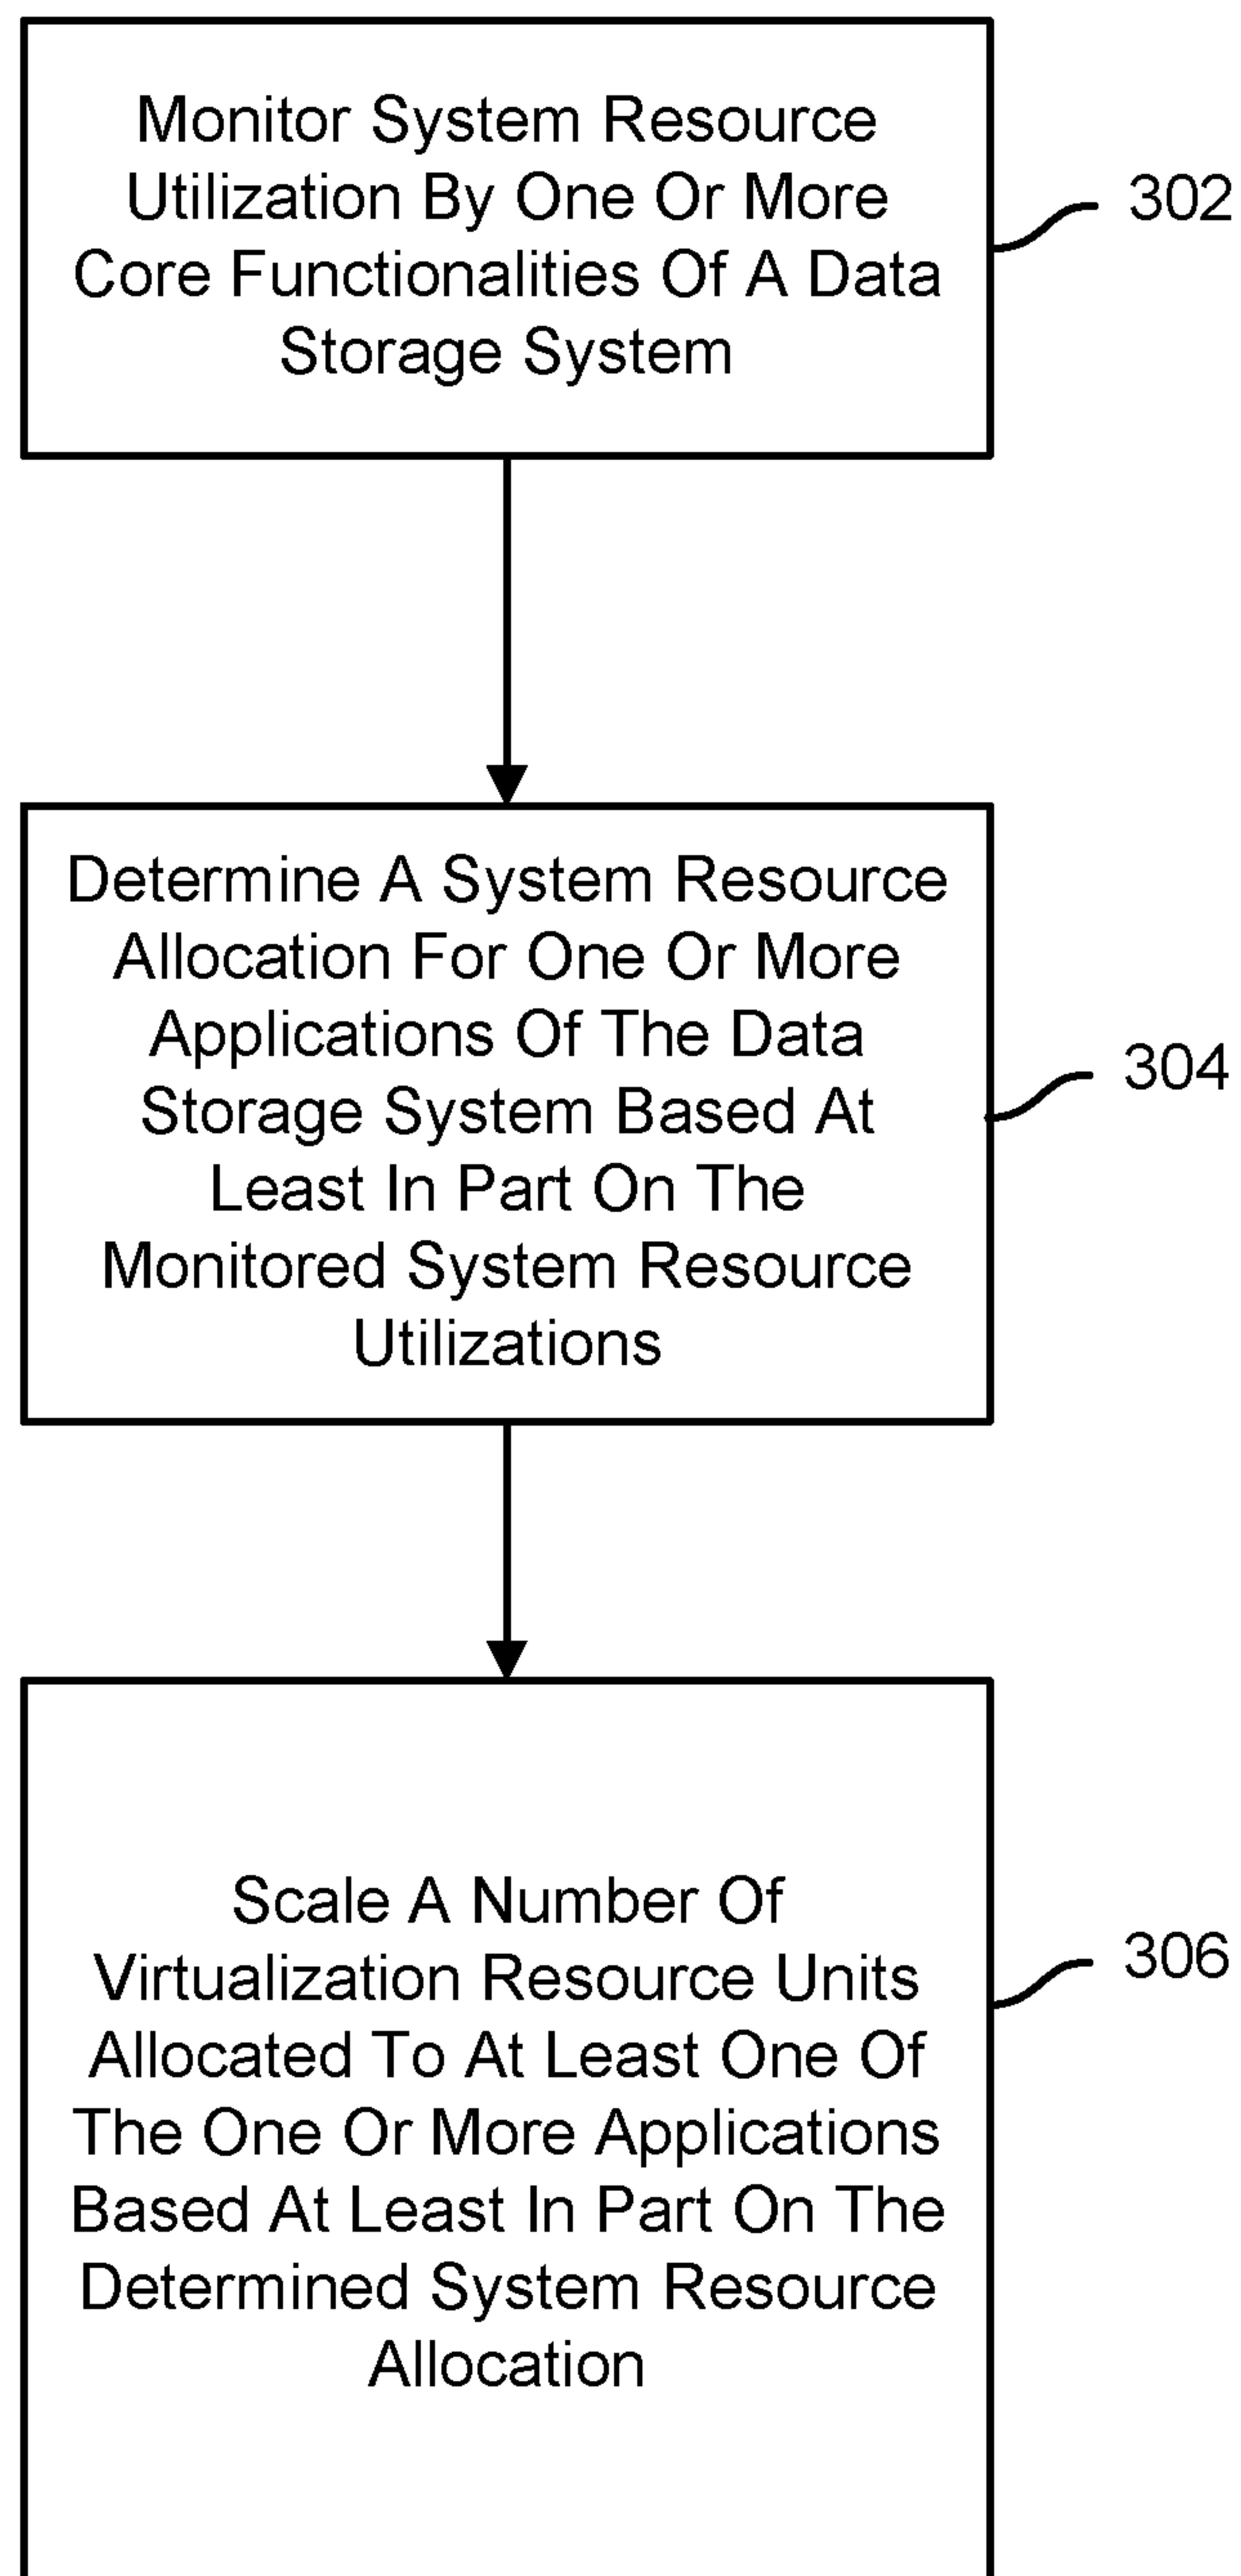 Monitor System Resource
Utilization By One Or More
Core Functionalities Of A Data
Storage System
302
Determine A System Resource
Allocation For One Or More
Applications Of The Data
Storage System Based At
Least In Part On The
Monitored System Resource
Utilizations
304
Scale A Number Of
Virtualization Resource Units
Allocated To At Least One Of
The One Or More Applications
Based At Least In Part On The
Determined System Resource
Allocation
306